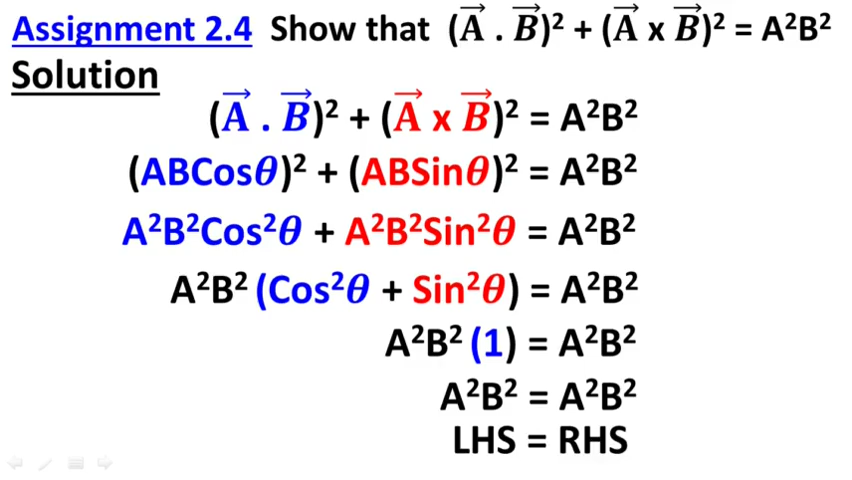 Assignment 2.4 Show that (A⃗ . B⃗)² + (A⃗ x B⃗)² = A²B²
Solution
(A⃗ . B⃗)² + (A⃗ x B⃗)² = A²B²
(ABCosθ)² + (ABSinθ)² = A²B²
A²B²Cos²θ + A²B²Sin²θ = A²B²
A²B² (Cos²θ + Sin²θ) = A²B²
A²B² (1) = A²B²
A²B² = A²B²
LHS = RHS